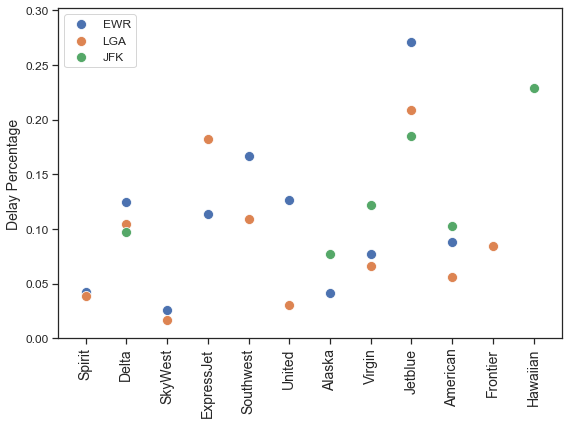 EWR
LGA
JFK
Delay Percentage
0.30
0.25
0.20
0.15
0.10
0.05
0.00
Spirit
Delta
SkyWest
ExpressJet
Southwest
United
Alaska
Virgin
Jetblue
American
Frontier
Hawaiian